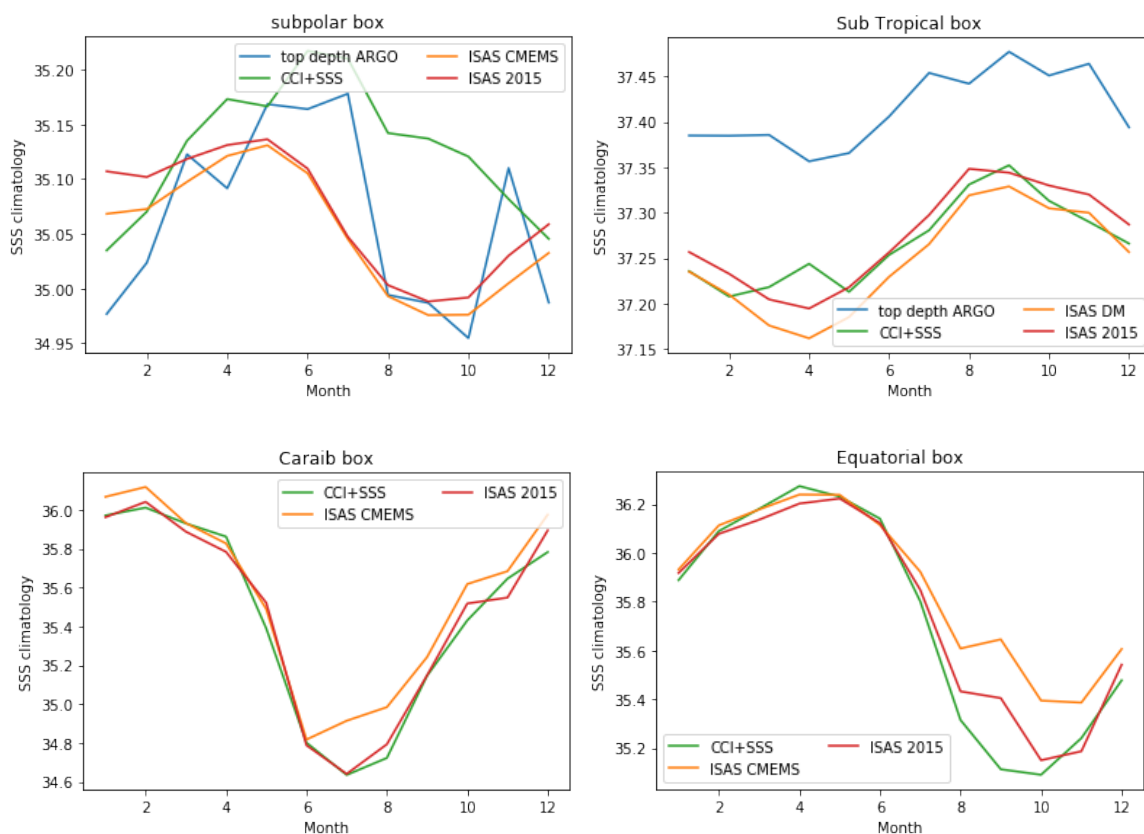 subpolar box
top depth ARGO
CCI+SSS
ISAS CMEMS
ISAS 2015
35.20
35.15
35.10
35.05
35.00
34.95
SSS climatology
2 4 6 8 10 12
Month
Sub Tropical box
37.45
37.40
37.35
37.30
37.25
37.20
37.15
SSS climatology
top depth ARGO
CCI+SSS
ISAS DM
ISAS 2015
2 4 6 8 10 12
Month
Caraib box
CCI+SSS
ISAS CMEMS
ISAS 2015
36.0
35.8
35.6
35.4
35.2
35.0
34.8
34.6
SSS climatology
2 4 6 8 10 12
Month
Equatorial box
36.2
36.0
35.8
35.6
35.4
35.2
SSS climatology
CCI+SSS
ISAS CMEMS
ISAS 2015
2 4 6 8 10 12
Month